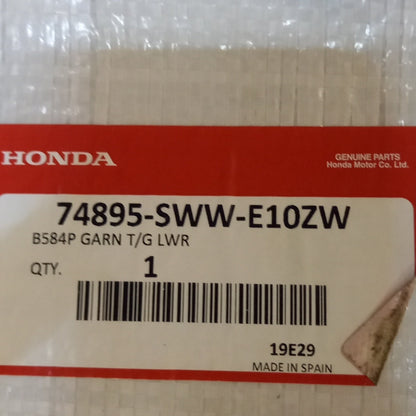 HONDA
GENUINE PARTS
Honda Motor Co. Ltd.
74895-SWW-E10ZW
B584P GARN T/G LWR
QTY. 1
19E29
MADE IN SPAIN